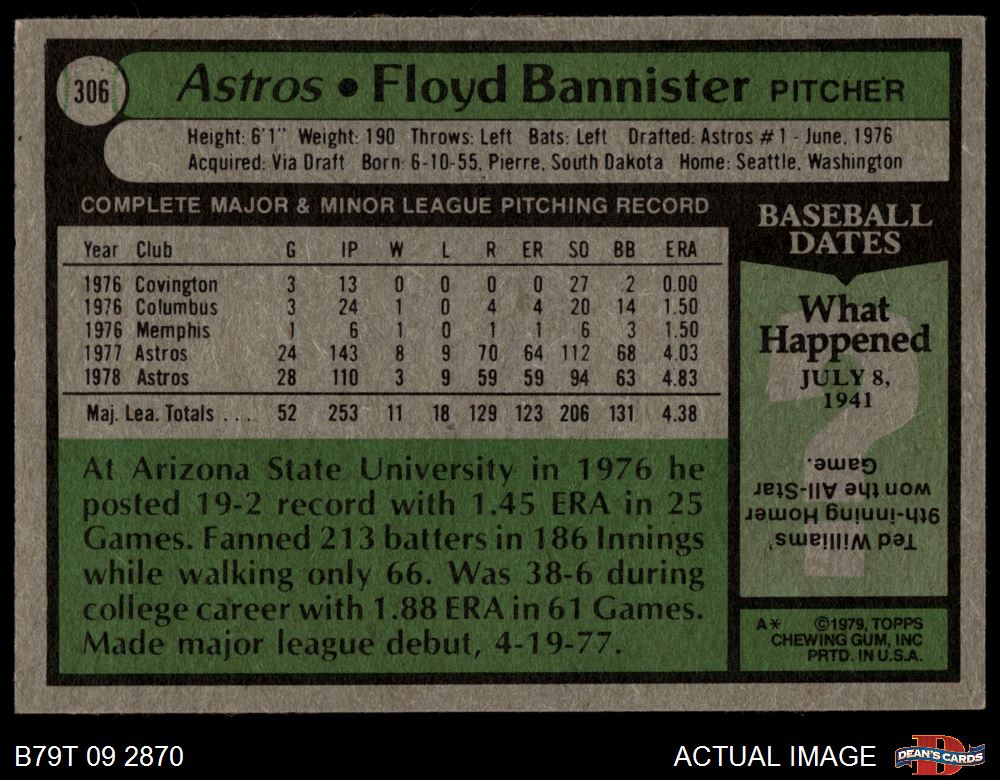 306
Astros • Floyd Bannister PITCHER
Height: 6'1" Weight: 190 Throws: Left Bats: Left Drafted: Astros #1 - June, 1976
Acquired: Via Draft Born: 6-10-55, Pierre, South Dakota Home: Seattle, Washington
COMPLETE MAJOR & MINOR LEAGUE PITCHING RECORD
Year Club G IP W L R ER SO BB ERA
1976 Covington 3 13 0 0 0 0 27 2 0.00
1976 Columbus 3 24 1 0 4 4 20 14 1.50
1976 Memphis 1 6 1 0 1 1 6 3 1.50
1977 Astros 24 143 8 9 70 64 112 68 4.03
1978 Astros 28 110 3 9 59 59 94 63 4.83
Maj. Lea. Totals . . . 52 253 11 18 129 123 206 131 4.38
At Arizona State University in 1976 he
posted 19-2 record with 1.45 ERA in 25
Games. Fanned 213 batters in 186 Innings
while walking only 66. Was 38-6 during
college career with 1.88 ERA in 61 Games.
Made major league debut, 4-19-77.
BASEBALL
DATES
?
What
Happened
JULY 8,
1941
Ted Williams'
9th-inning Homer
won the All-Star
Game.
A* ©1979, TOPPS
CHEWING GUM, INC
PRTD. IN U.S.A.
B79T 09 2870
ACTUAL IMAGE
D
DEAN'S CARDS